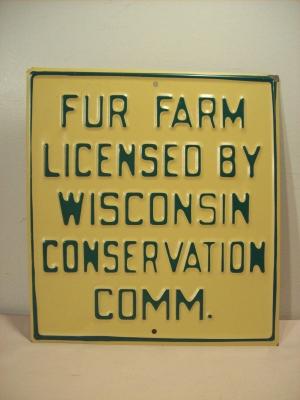 FUR FARM
LICENSED BY
WISCONSIN
CONSERVATION
COMM.